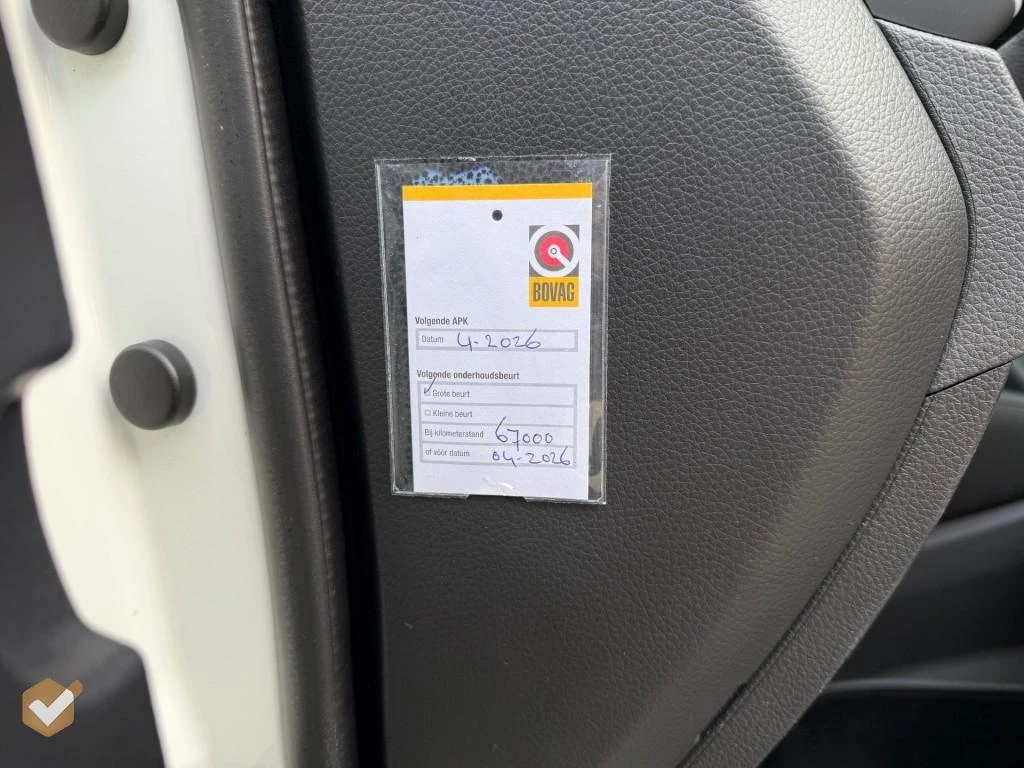 BOVAG
Volgende APK
Datum 4-2026
Volgende onderhoudsbeurt
Grote beurt
Kleine beurt
Bij kilometerstand 67000
of vóór datum 04-2026